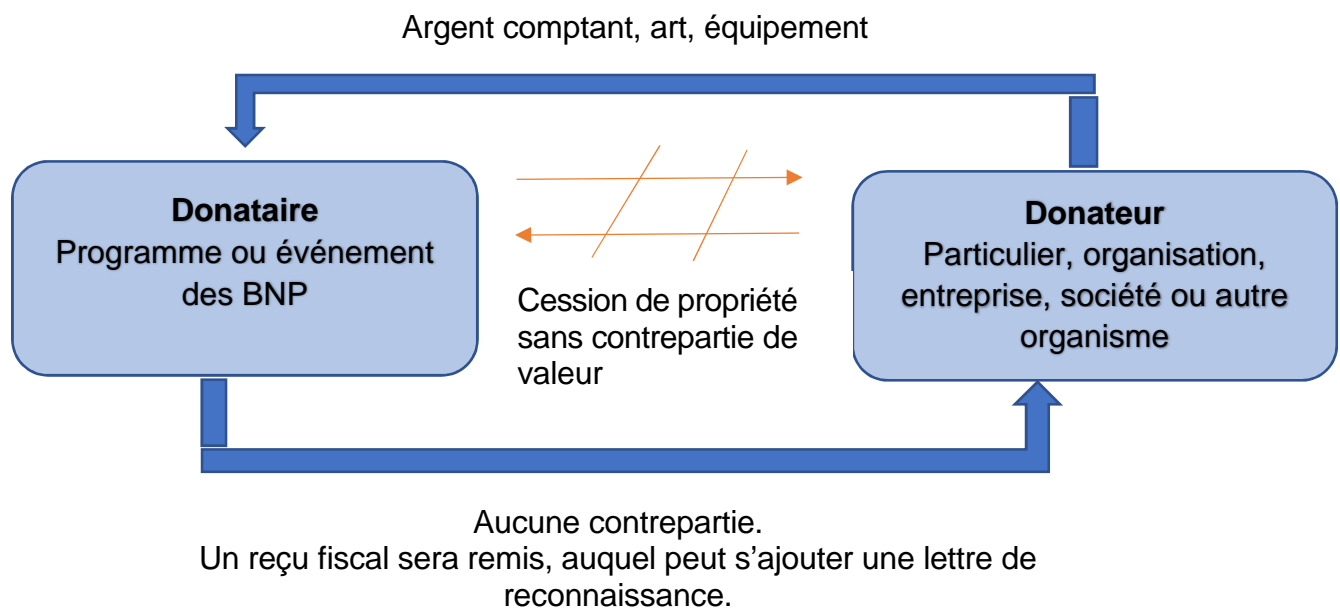 Argent comptant, art, équipement
Donataire
Programme ou événement
des BNP
Donateur
Particulier, organisation,
entreprise, société ou autre
organisme
Cession de propriété
sans contrepartie de
valeur
Aucune contrepartie.
Un reçu fiscal sera remis, auquel peut s’ajouter une lettre de
reconnaissance.